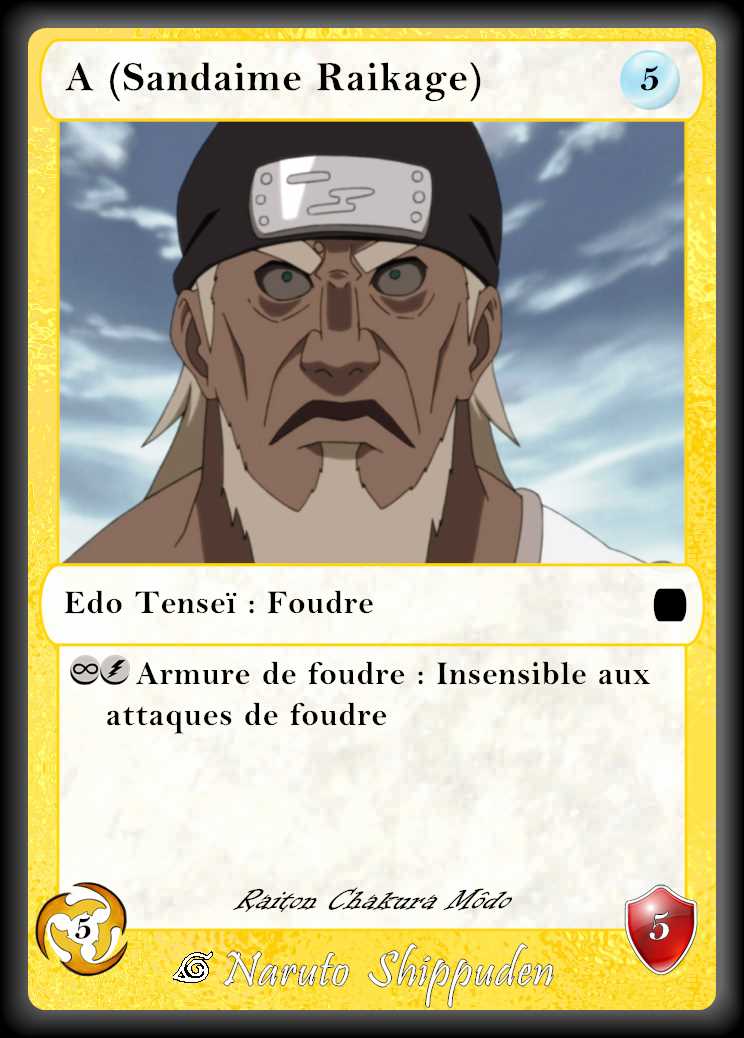 A (Sandaime Raikage)
5
Edo Tenseï : Foudre
Armure de foudre : Insensible aux
attaques de foudre
Raiton Chakura Môdo
5
5
Naruto Shippuden